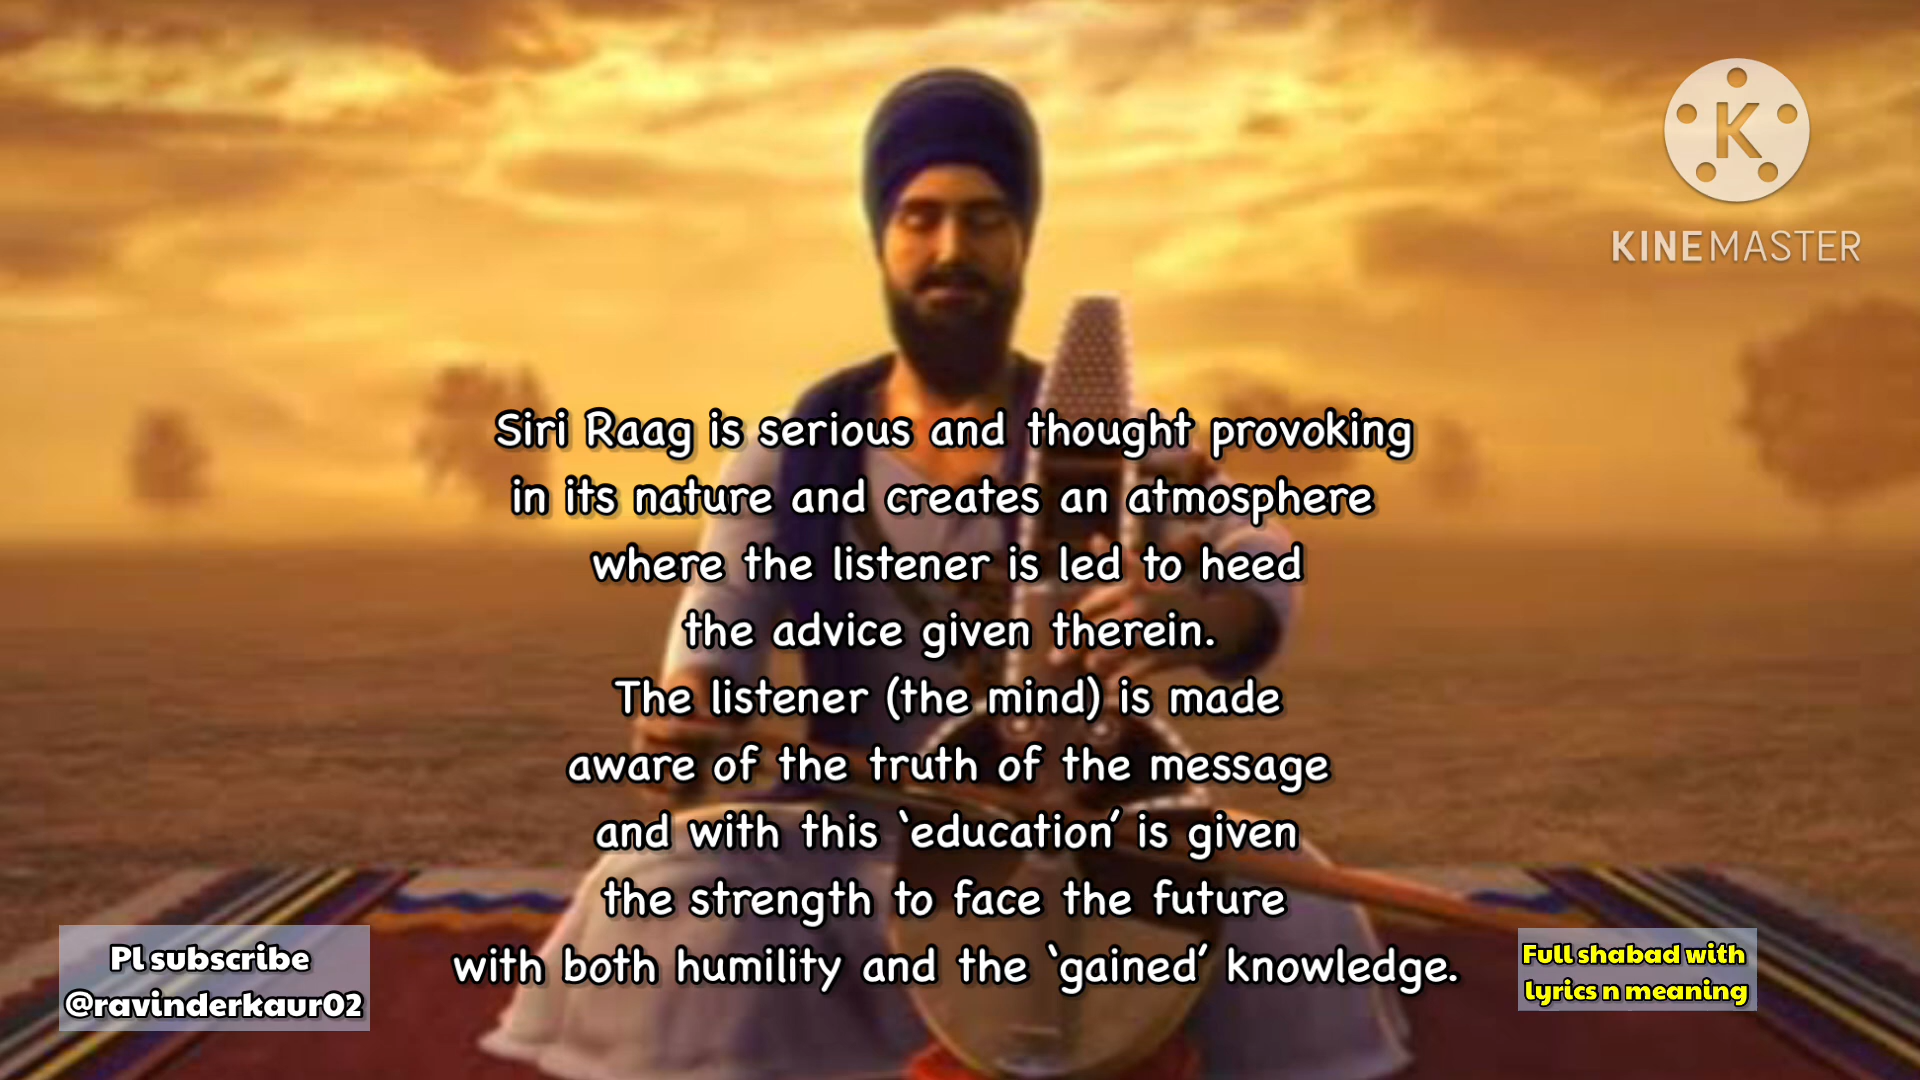 K
KINEMASTER
Siri Raag is serious and thought provoking
in its nature and creates an atmosphere
where the listener is led to heed
the advice given therein.
The listener (the mind) is made
aware of the truth of the message
and with this ‘education’ is given
the strength to face the future
with both humility and the ‘gained’ knowledge.
Pl subscribe
@ravinderkaur02
Full shabad with
lyrics n meaning